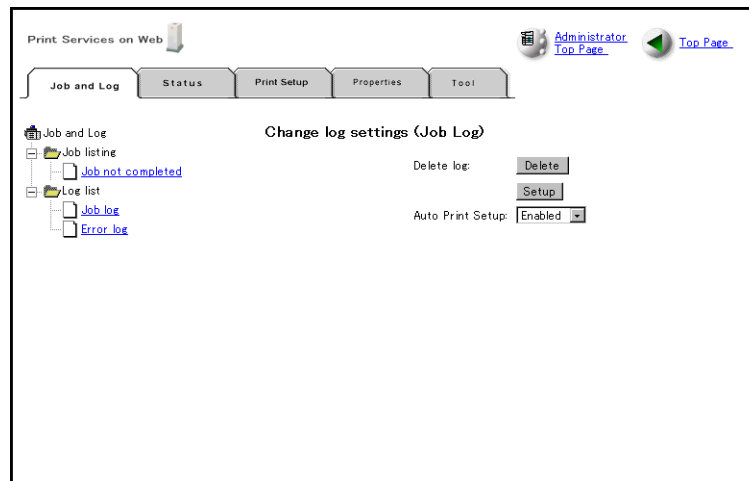 Print Services on Web
Administrator
Top Page
Top Page
Job and Log
Status
Print Setup
Properties
Tool
Job and Log
Job listing
Job not completed
Log list
Job log
Error log
Change log settings (Job Log)
Delete log:
Delete
Setup
Auto Print Setup:
Enabled